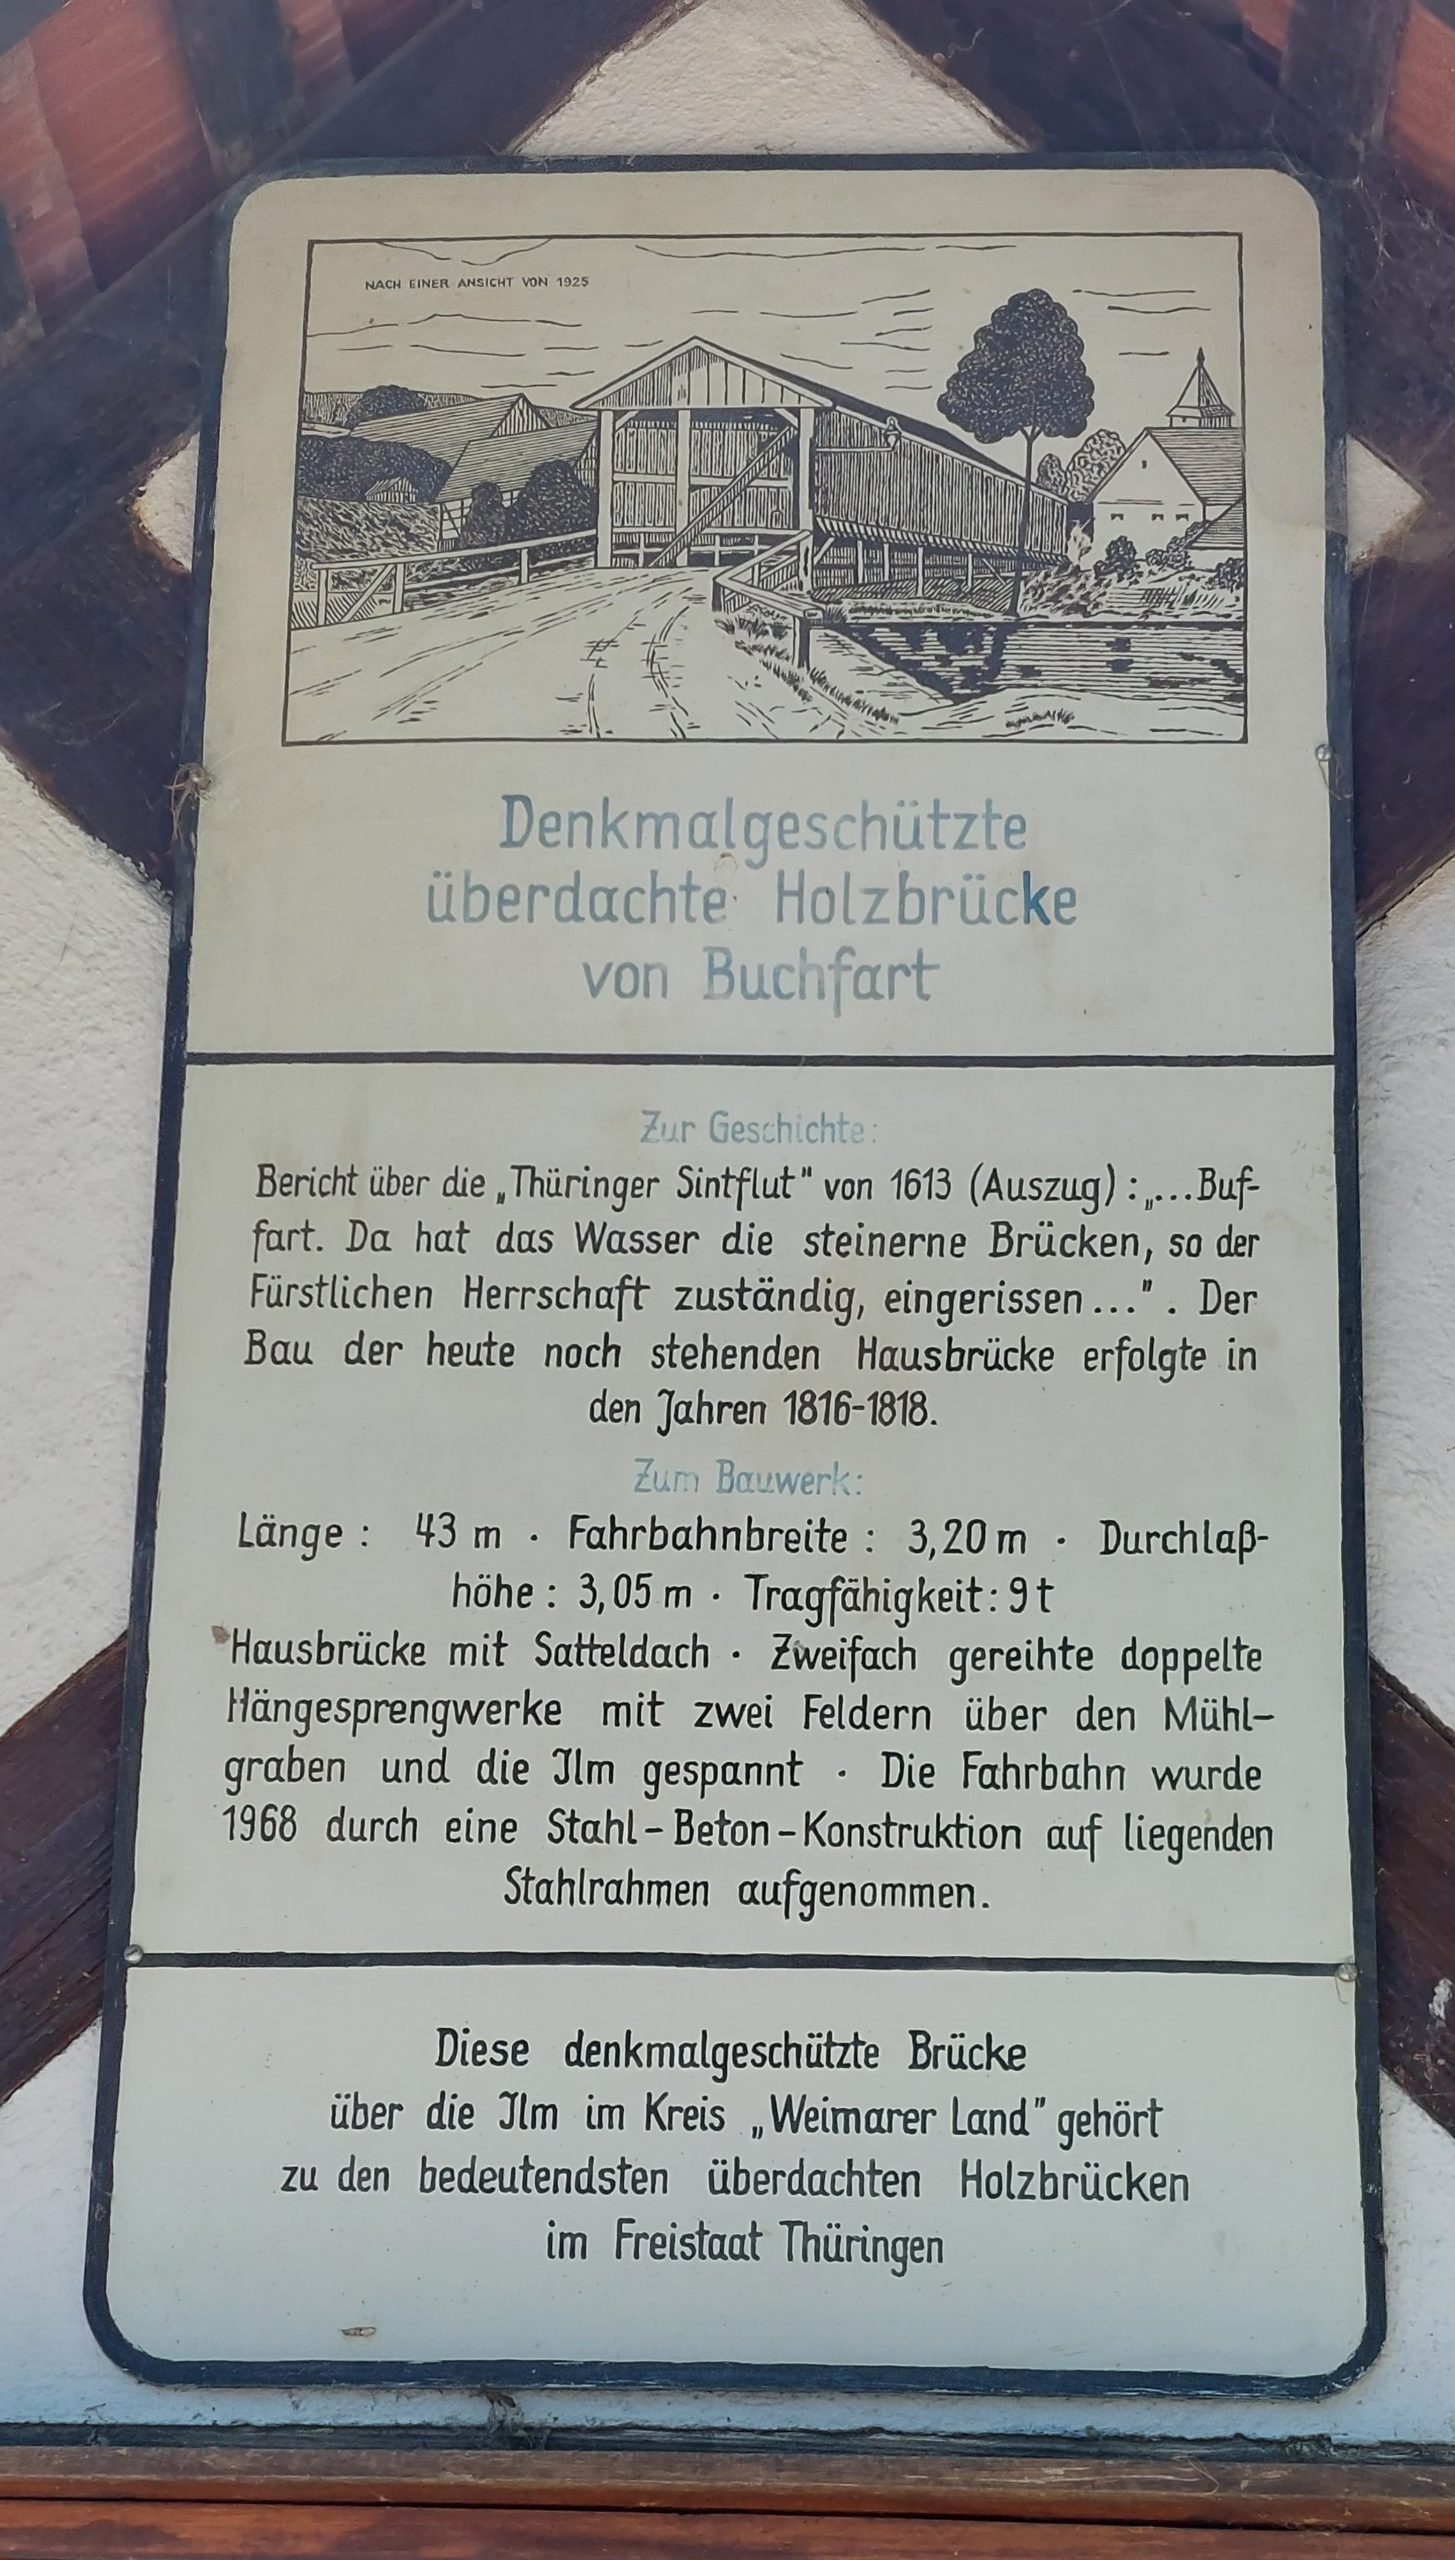 NACH EINER ANSICHT VON 1925
Denkmalgeschützte
überdachte Holzbrücke
von Buchfart
Zur Geschichte:
Bericht über die „Thüringer Sintflut" von 1613 (Auszug) : „...Buf-
fart. Da hat das Wasser die steinerne Brücken, so der
Fürstlichen Herrschaft zuständig, eingerissen ...". Der
Bau der heute noch stehenden Hausbrücke erfolgte in
den Jahren 1816-1818.
Zum Bauwerk:
Länge : 43 m · Fahrbahnbreite : 3,20 m · Durchlaß-
höhe : 3,05 m · Tragfähigkeit : 9 t
Hausbrücke mit Satteldach · Zweifach gereihte doppelte
Hängesprengwerke mit zwei Feldern über den Mühl-
graben und die Ilm gespannt · Die Fahrbahn wurde
1968 durch eine Stahl-Beton-Konstruktion auf liegenden
Stahlrahmen aufgenommen.
Diese denkmalgeschützte Brücke
über die Ilm im Kreis „Weimarer Land" gehört
zu den bedeutendsten überdachten Holzbrücken
im Freistaat Thüringen